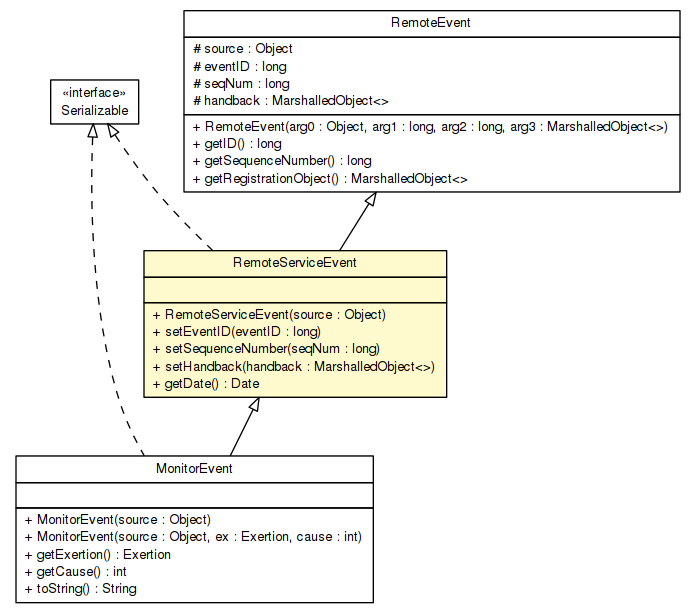 RemoteEvent
# source : Object
# eventID : long
# seqNum : long
# handback : MarshalledObject<>
+ RemoteEvent(arg0 : Object, arg1 : long, arg2 : long, arg3 : MarshalledObject<>)
+ getID() : long
+ getSequenceNumber() : long
+ getRegistrationObject() : MarshalledObject<>
«interface»
Serializable
RemoteServiceEvent
+ RemoteServiceEvent(source : Object)
+ setEventID(eventID : long)
+ setSequenceNumber(seqNum : long)
+ setHandback(handback : MarshalledObject<>)
+ getDate() : Date
MonitorEvent
+ MonitorEvent(source : Object)
+ MonitorEvent(source : Object, ex : Exertion, cause : int)
+ getExertion() : Exertion
+ getCause() : int
+ toString() : String